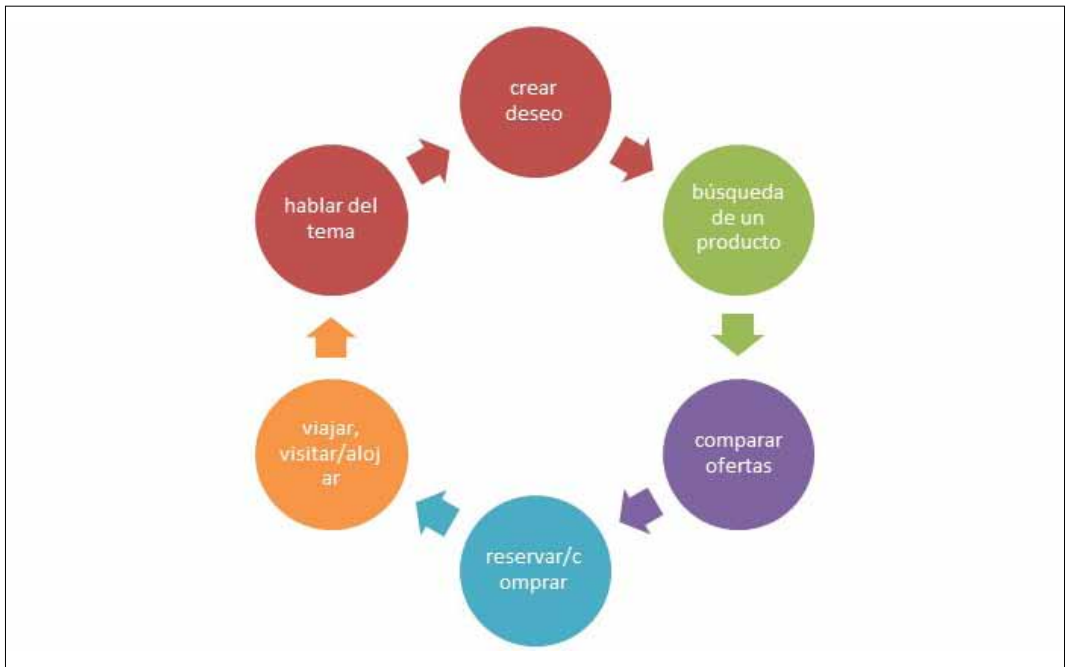 crear
deseo
búsqueda
de un
producto
comparar
ofertas
reservar/c
omprar
viajar,
visitar/aloj
ar
hablar del
tema